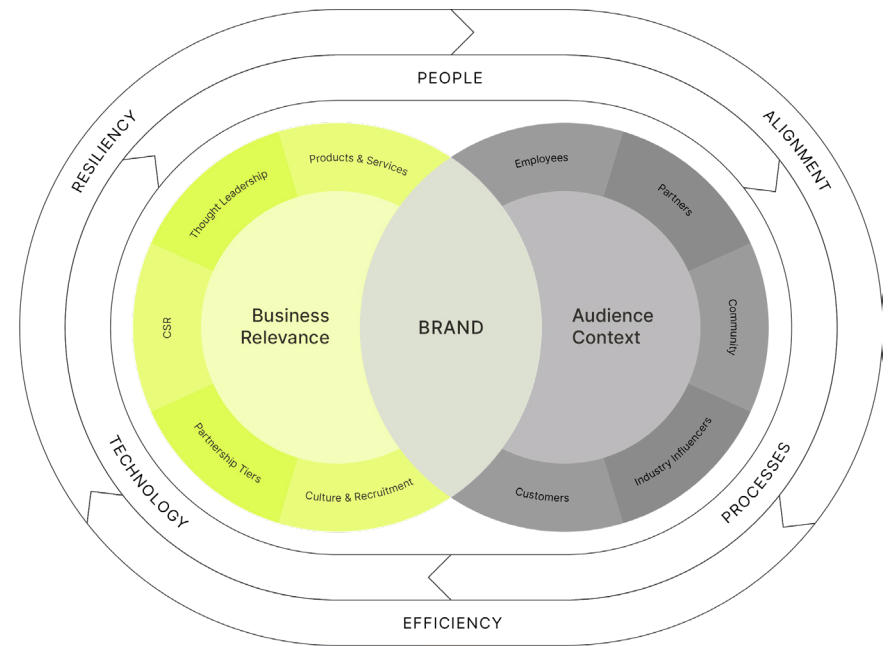 PEOPLE
RESILIENCY
ALIGNMENT
Products & Services
Employees
Thought Leadership
Partners
CSR
Business
Relevance
BRAND
Audience
Context
Community
Partnership Tiers
Industry Influencers
Culture & Recruitment
Customers
TECHNOLOGY
PROCESSES
EFFICIENCY